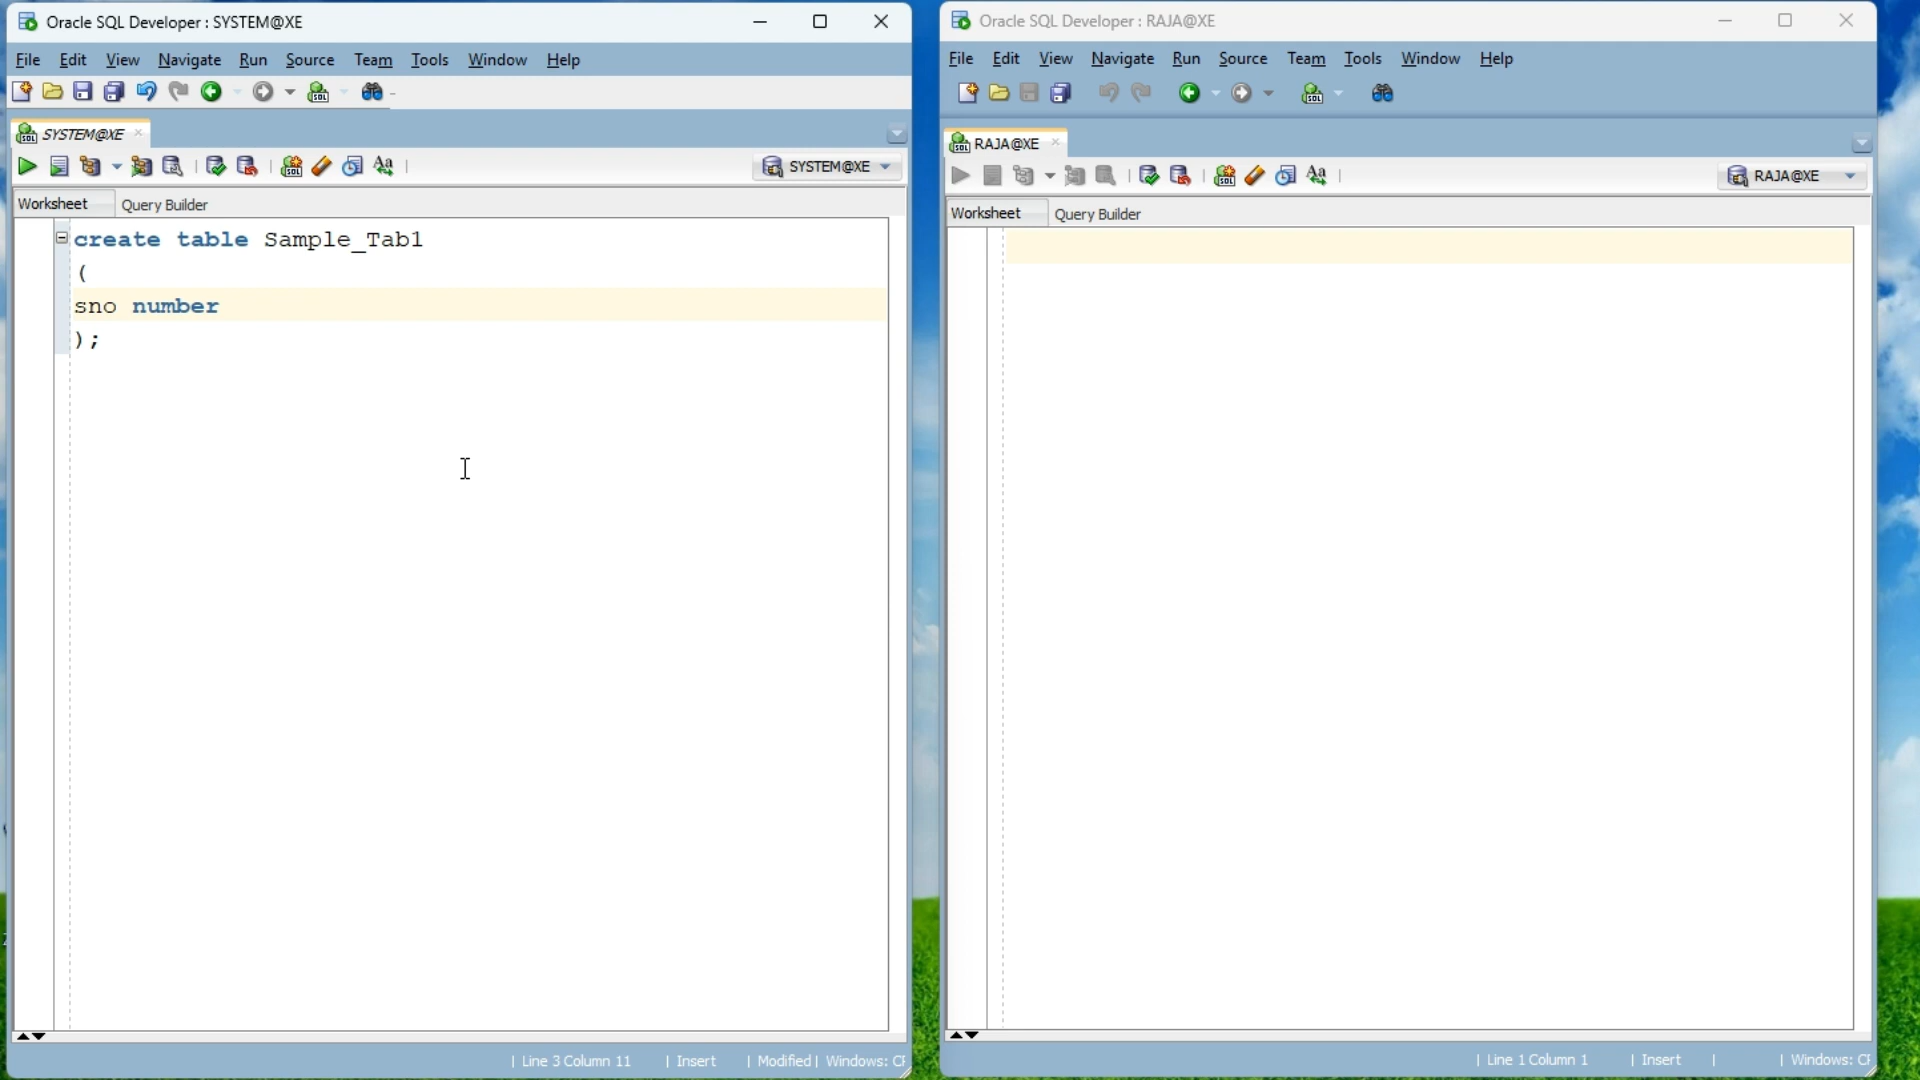 Oracle SQL Developer : SYSTEM@XE
File Edit View Navigate Run Source Team Tools Window Help
SYSTEM@XE
SYSTEM@XE
Worksheet Query Builder
create table Sample_Tab1
(
sno number
);
Line 3 Column 11 | Insert | Modified | Windows: CF
Oracle SQL Developer : RAJA@XE
File Edit View Navigate Run Source Team Tools Window Help
RAJA@XE
RAJA@XE
Worksheet Query Builder
Line 1 Column 1 | Insert | | Windows: CF